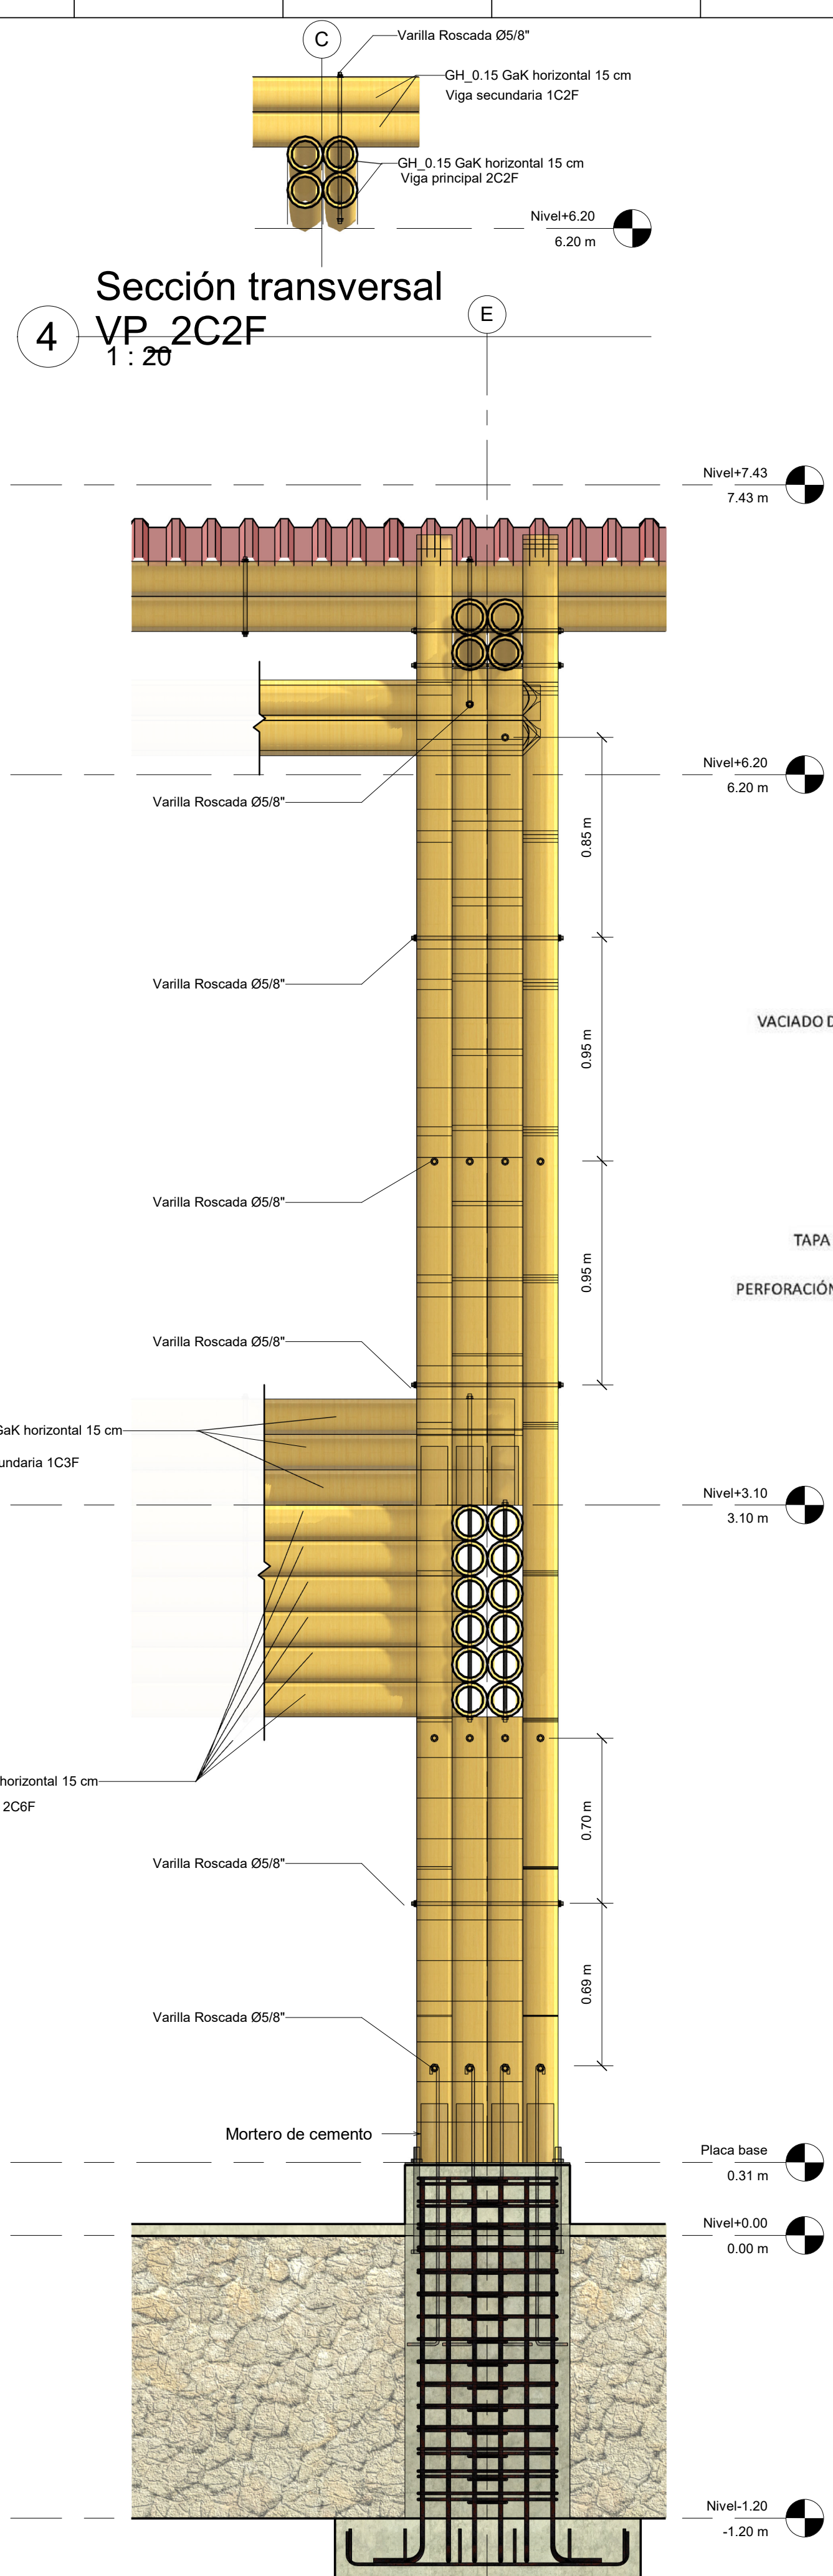 C
Varilla Roscada Ø5/8"
GH_0.15 GaK horizontal 15 cm
Viga secundaria 1C2F
GH_0.15 GaK horizontal 15 cm
Viga principal 2C2F
Nivel+6.20
6.20 m
Sección transversal
VP_2C2F
4
1 : 20
E
Nivel+7.43
7.43 m
Nivel+6.20
6.20 m
Varilla Roscada Ø5/8"
0.85 m
Varilla Roscada Ø5/8"
VACIADO D
0.95 m
Varilla Roscada Ø5/8"
TAPA
0.95 m
PERFORACIÓN
Varilla Roscada Ø5/8"
GaK horizontal 15 cm
undaria 1C3F
Nivel+3.10
3.10 m
horizontal 15 cm
2C6F
0.70 m
Varilla Roscada Ø5/8"
0.69 m
Varilla Roscada Ø5/8"
Mortero de cemento
Placa base
0.31 m
Nivel+0.00
0.00 m
Nivel-1.20
-1.20 m